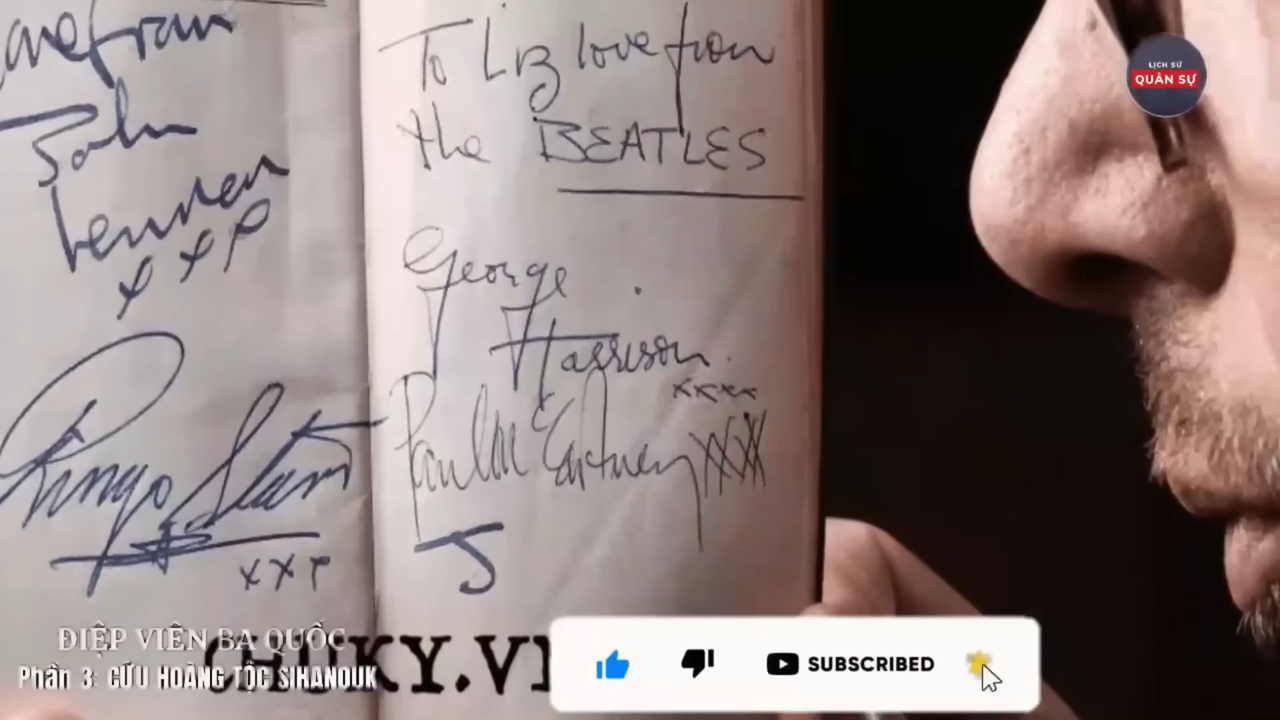 love from
John
Lennon
xxx
Ringo Starr
xxx
To Liz love from
the BEATLES
George
Harrison.
xxxx
Paul McCartney XXX
J
LỊCH SỬ
QUÂN SỰ
ĐIỆP VIÊN BA QUỐC
Phần 3: CỨU HOÀNG TỘC SIHANOUK
CHUKY.V
SUBSCRIBED